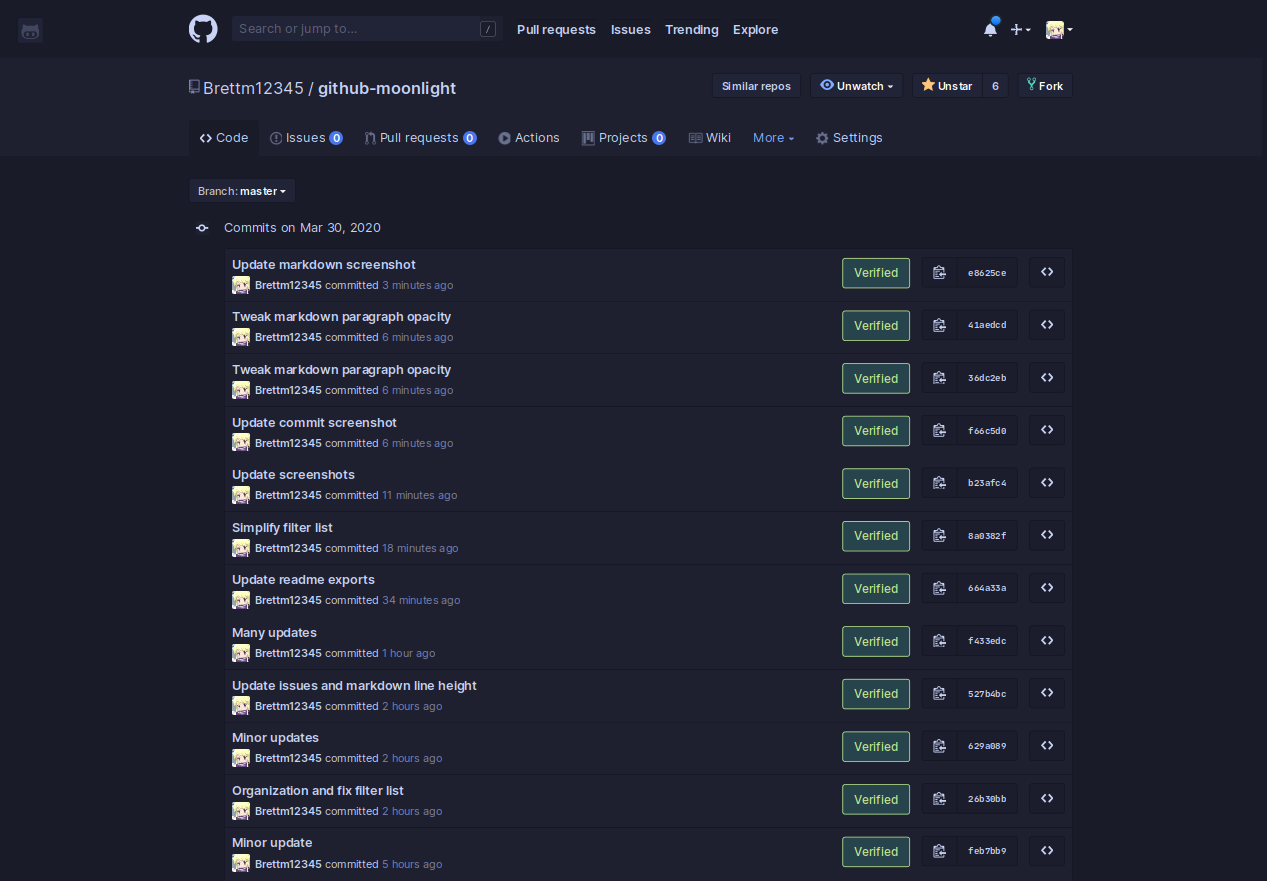 Search or jump to... / Pull requests Issues Trending Explore
Brettm12345 / github-moonlight Similar repos Unwatch Unstar 6 Fork
Code Issues 0 Pull requests 0 Actions Projects 0 Wiki More Settings
Branch: master
Commits on Mar 30, 2020
Update markdown screenshot
Brettm12345 committed 3 minutes ago Verified e8625ce
Tweak markdown paragraph opacity
Brettm12345 committed 6 minutes ago Verified 41aedcd
Tweak markdown paragraph opacity
Brettm12345 committed 6 minutes ago Verified 36dc2eb
Update commit screenshot
Brettm12345 committed 6 minutes ago Verified f66c5d0
Update screenshots
Brettm12345 committed 11 minutes ago Verified b23afc4
Simplify filter list
Brettm12345 committed 18 minutes ago Verified 8a0382f
Update readme exports
Brettm12345 committed 34 minutes ago Verified 664a33a
Many updates
Brettm12345 committed 1 hour ago Verified f433edc
Update issues and markdown line height
Brettm12345 committed 2 hours ago Verified 527b4bc
Minor updates
Brettm12345 committed 2 hours ago Verified 629a089
Organization and fix filter list
Brettm12345 committed 2 hours ago Verified 26b30bb
Minor update
Brettm12345 committed 5 hours ago Verified feb7bb9